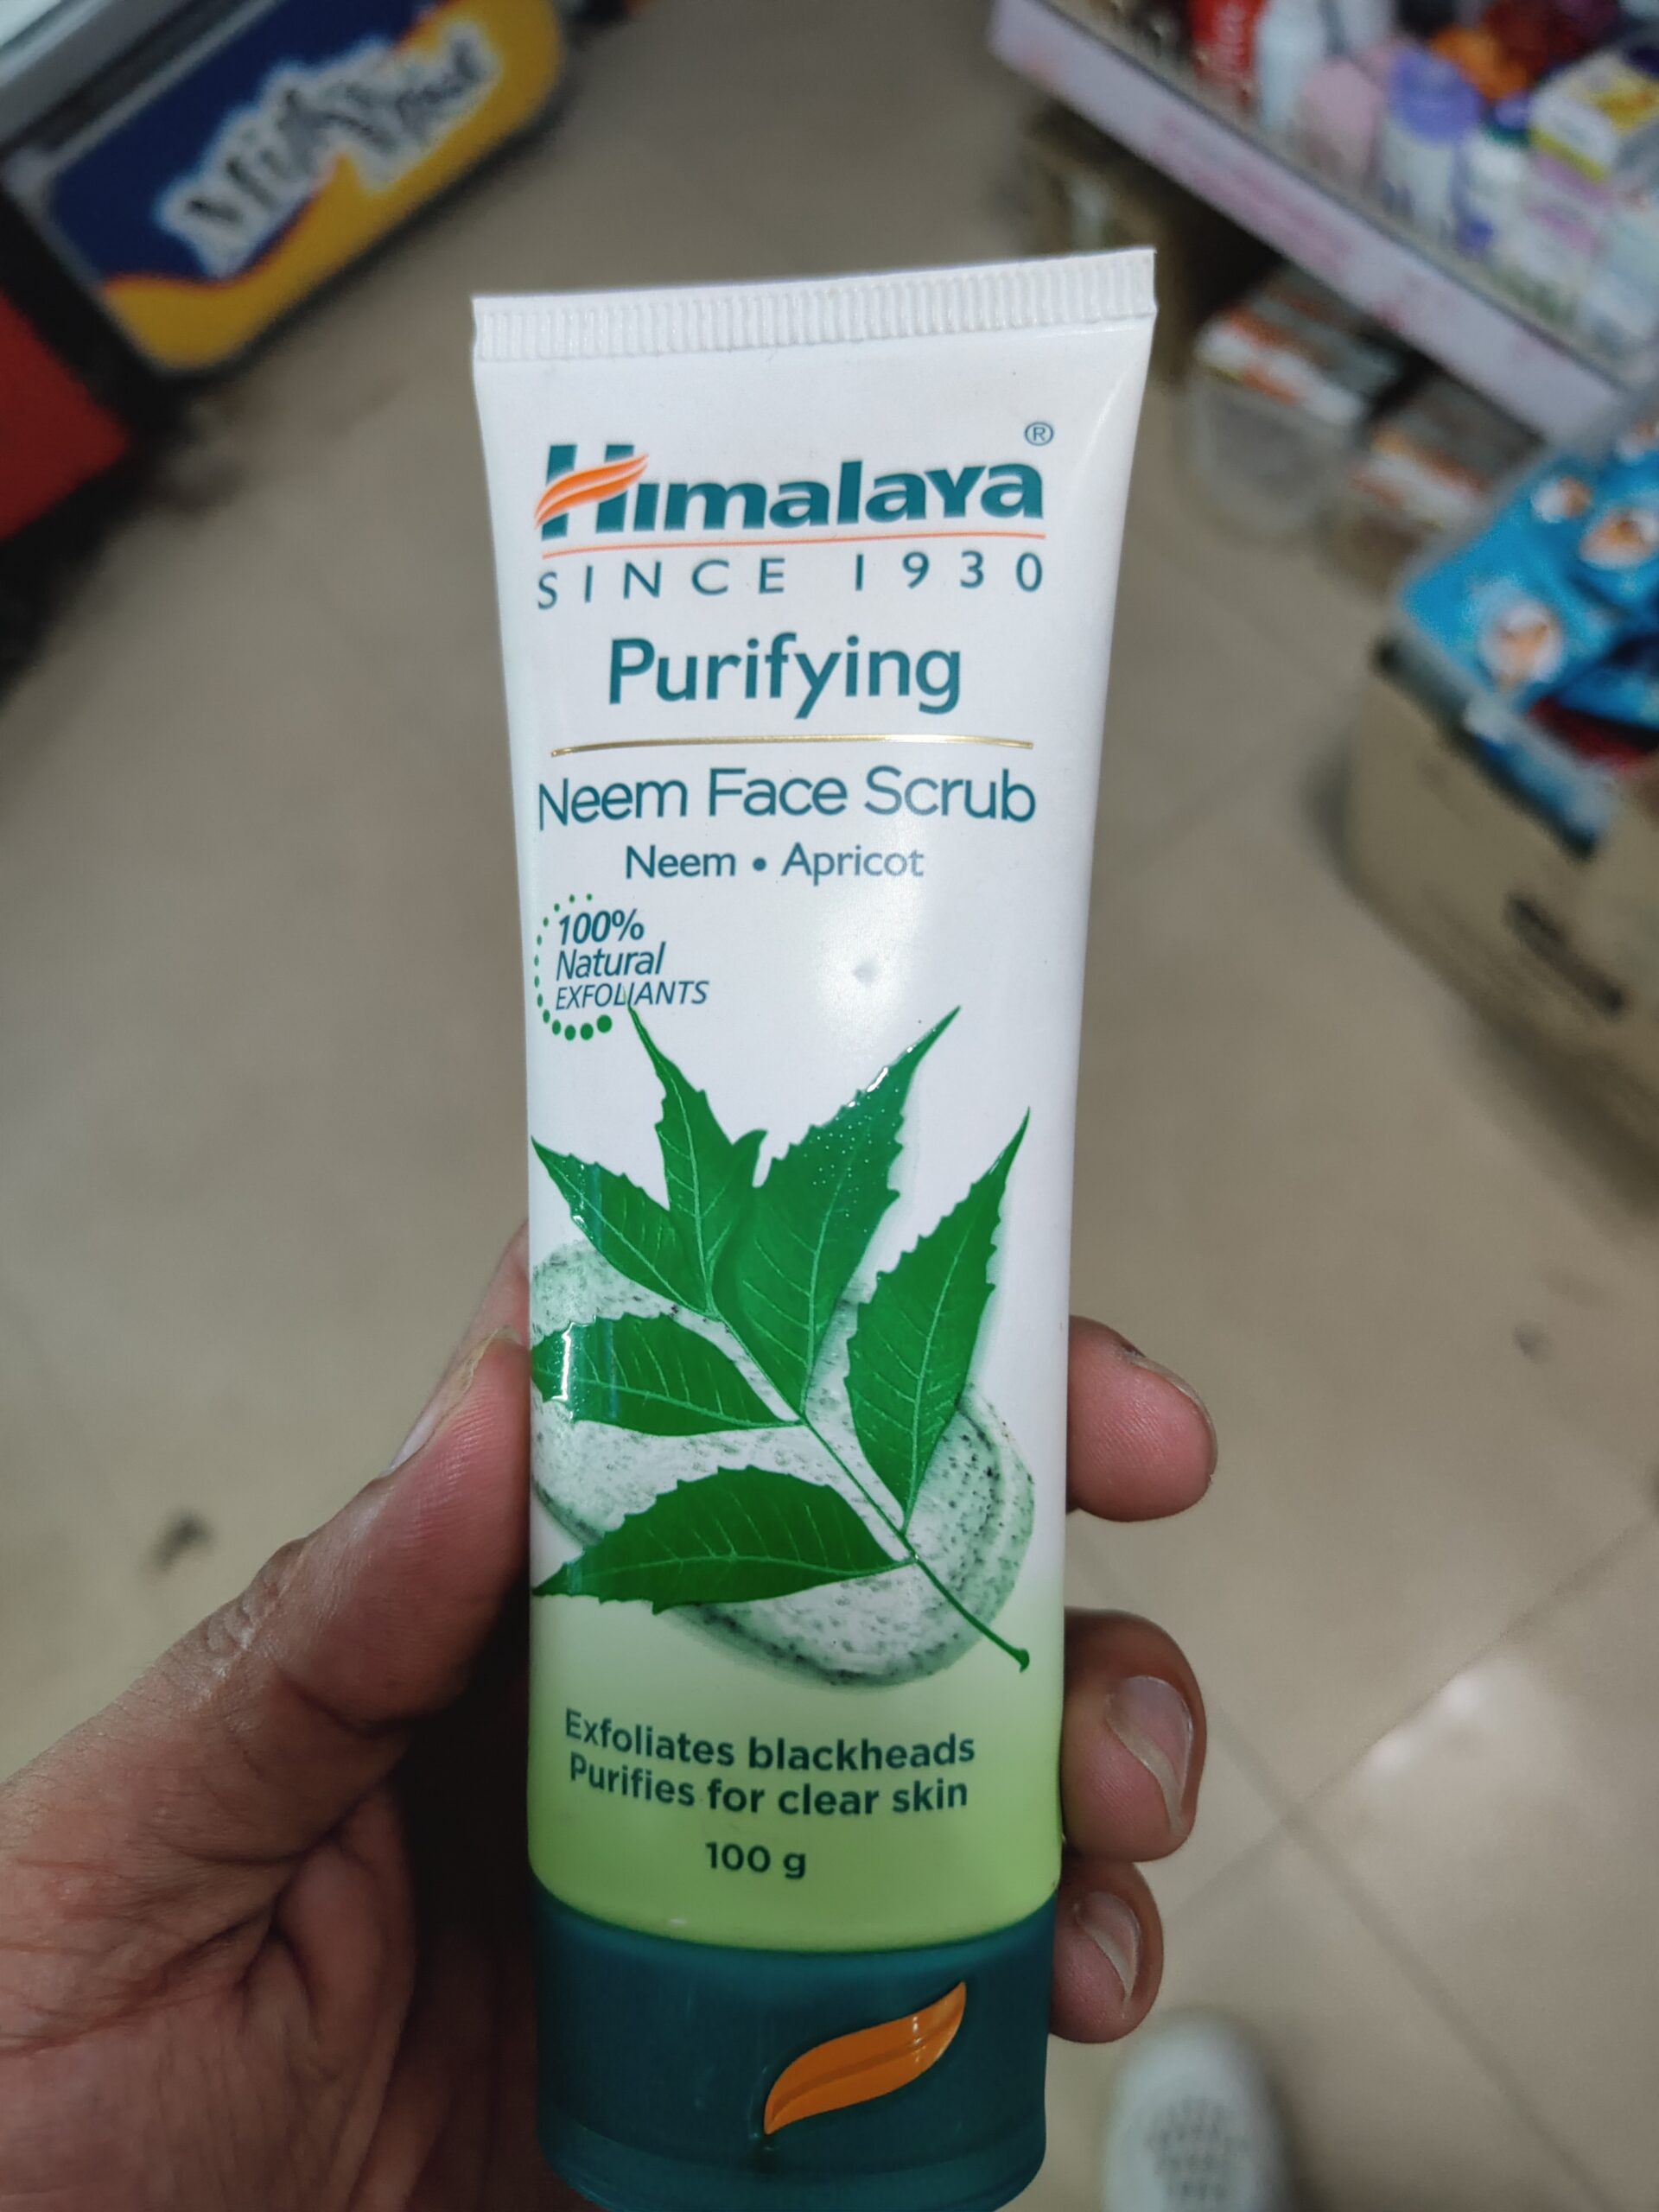 Himalaya®
SINCE 1930
Purifying
Neem Face Scrub
Neem • Apricot
100%
Natural
EXFOLIANTS
Exfoliates blackheads
Purifies for clear skin
100 g